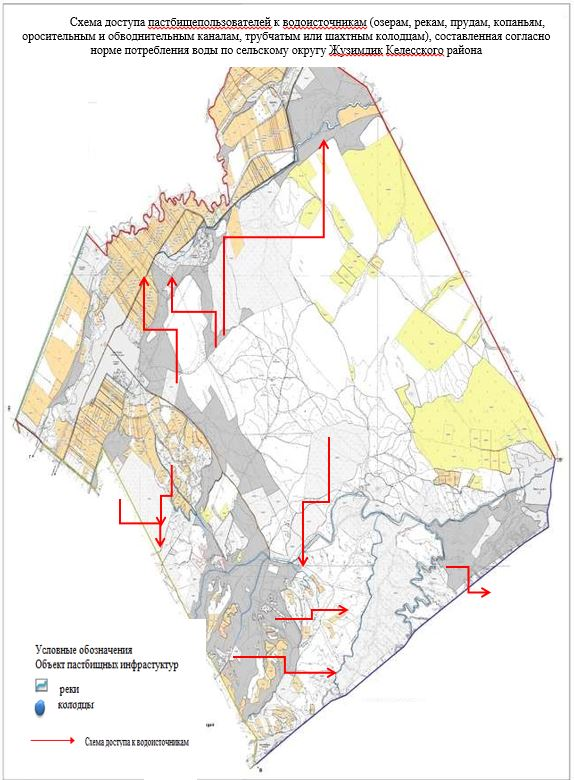 Схема доступа пастбищепользователей к водоисточникам (озерам, рекам, прудам, копаньям,
оросительным и обводнительным каналам, трубчатым или шахтным колодцам), составленная согласно
норме потребления воды по сельскому округу Жузимдик Келесского района
Условные обозначения
Объект пастбищных инфраструктур
реки
колодцы
Схема доступа к водоисточникам